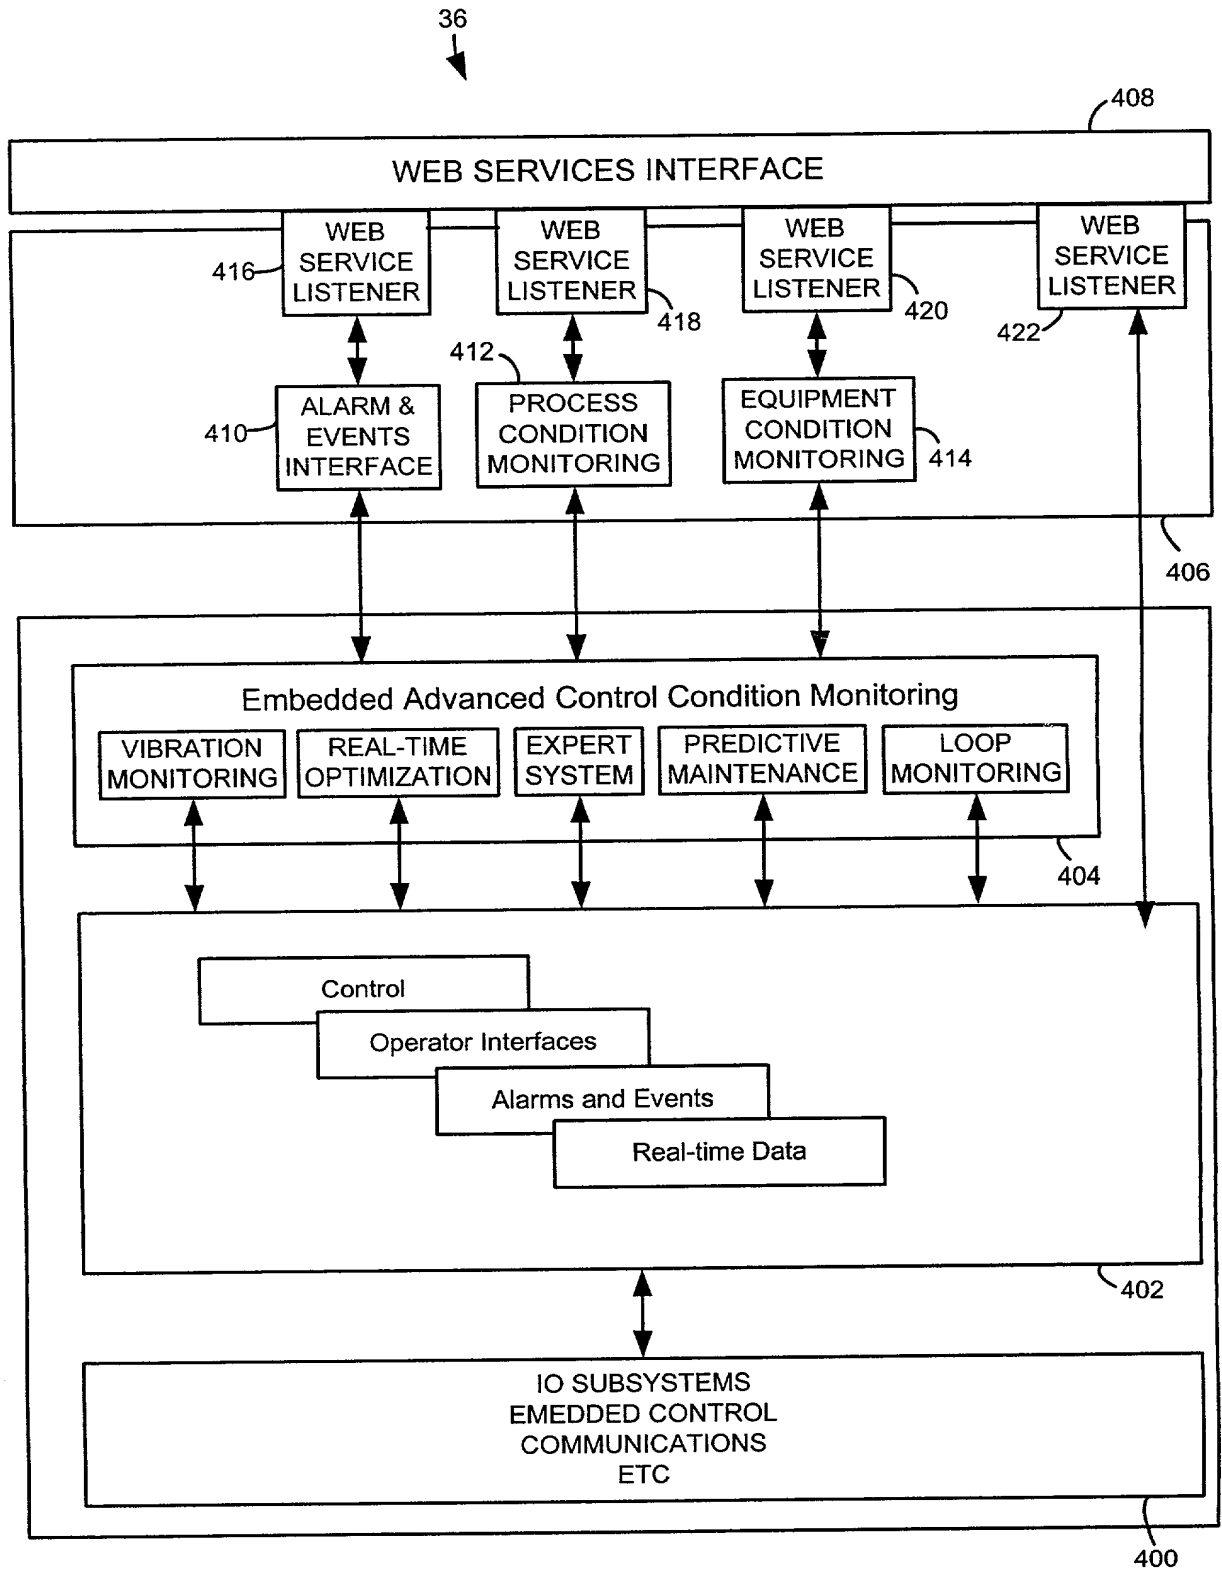 36
408
WEB SERVICES INTERFACE
WEB
SERVICE
LISTENER
416
WEB
SERVICE
LISTENER
418
WEB
SERVICE
LISTENER
420
WEB
SERVICE
LISTENER
422
410
ALARM &
EVENTS
INTERFACE
412
PROCESS
CONDITION
MONITORING
EQUIPMENT
CONDITION
MONITORING
414
406
Embedded Advanced Control Condition Monitoring
VIBRATION
MONITORING
REAL-TIME
OPTIMIZATION
EXPERT
SYSTEM
PREDICTIVE
MAINTENANCE
LOOP
MONITORING
404
Control
Operator Interfaces
Alarms and Events
Real-time Data
402
IO SUBSYSTEMS
EMEDDED CONTROL
COMMUNICATIONS
ETC
400